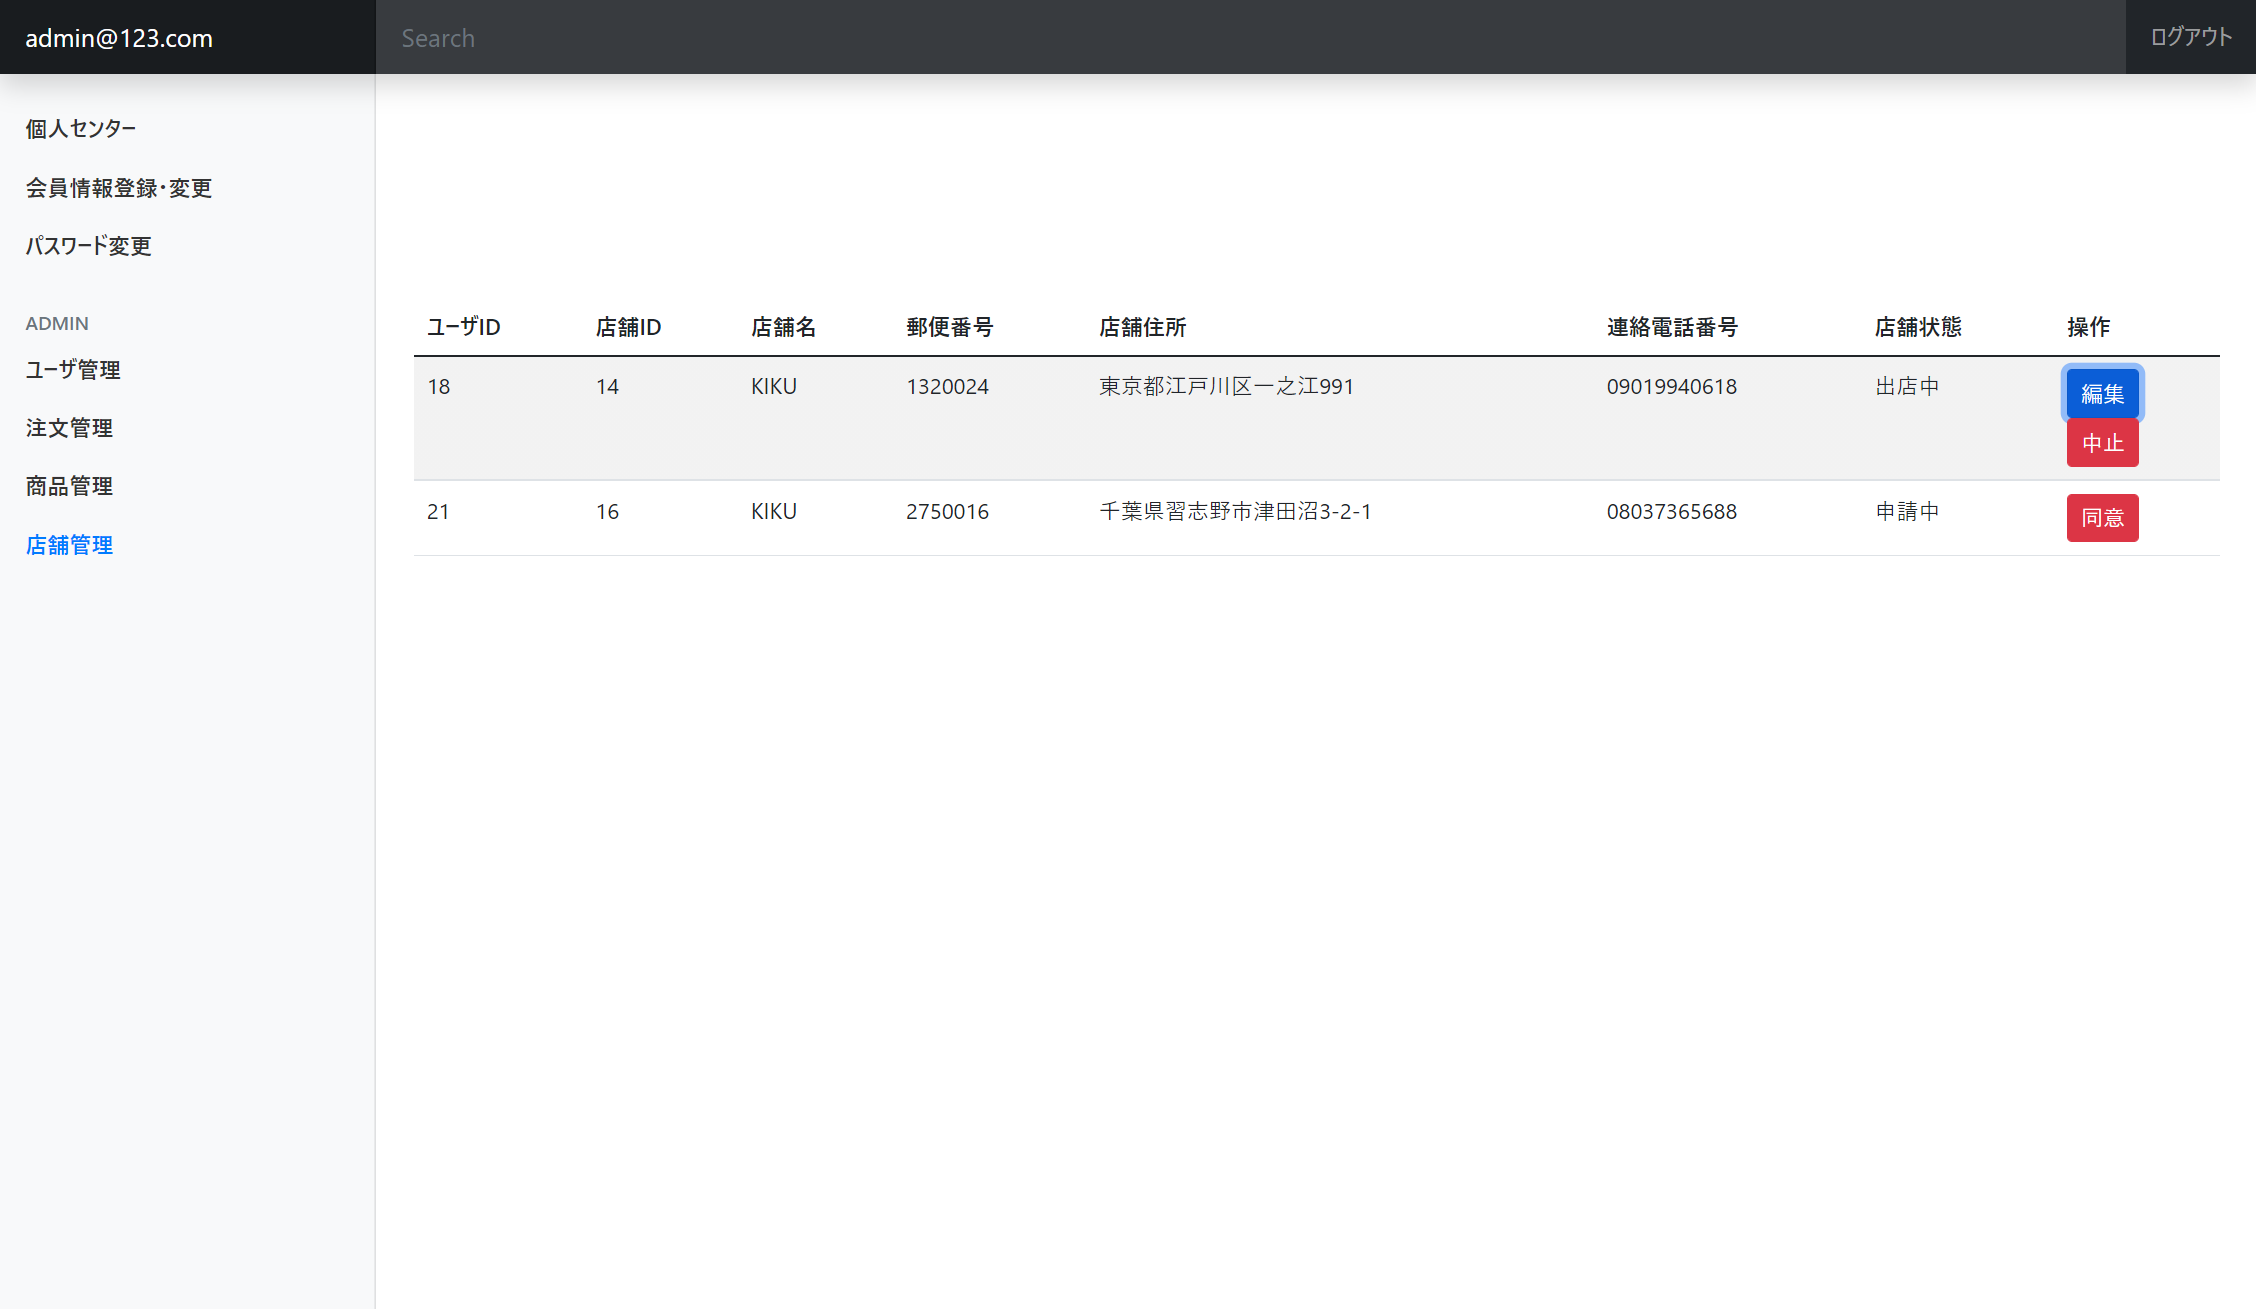 admin@123.com Search ログアウト
個人センター
会員情報登録・変更
パスワード変更
ADMIN
ユーザ管理
注文管理
商品管理
店舗管理
ユーザID 店舗ID 店舗名 郵便番号 店舗住所 連絡電話番号 店舗状態 操作
18 14 KIKU 1320024 東京都江戸川区一之江991 09019940618 出店中 編集
中止
21 16 KIKU 2750016 千葉県習志野市津田沼3-2-1 08037365688 申請中 同意